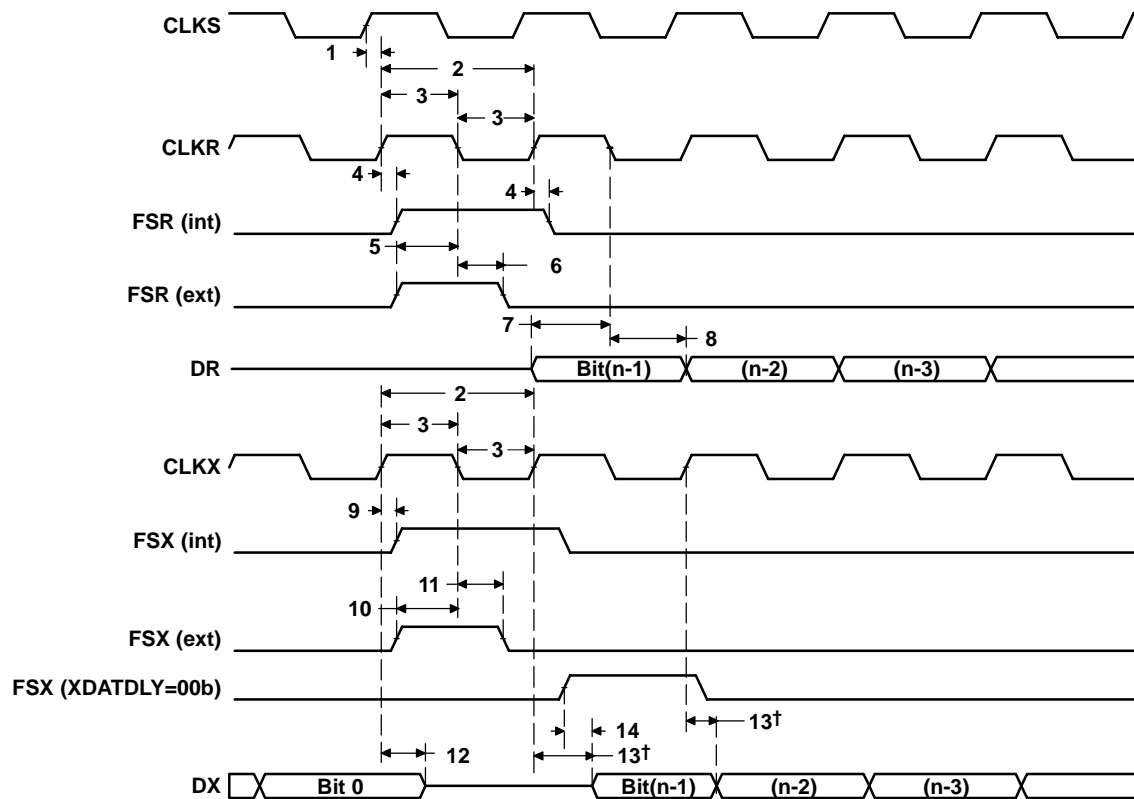 CLKS
1
2
3
3
CLKR
4
4
FSR (int)
5
6
FSR (ext)
7
8
DR
Bit(n-1)
(n-2)
(n-3)
2
3
3
CLKX
9
FSX (int)
11
10
FSX (ext)
FSX (XDATDLY=00b)
14
13†
12
13†
DX
Bit 0
Bit(n-1)
(n-2)
(n-3)